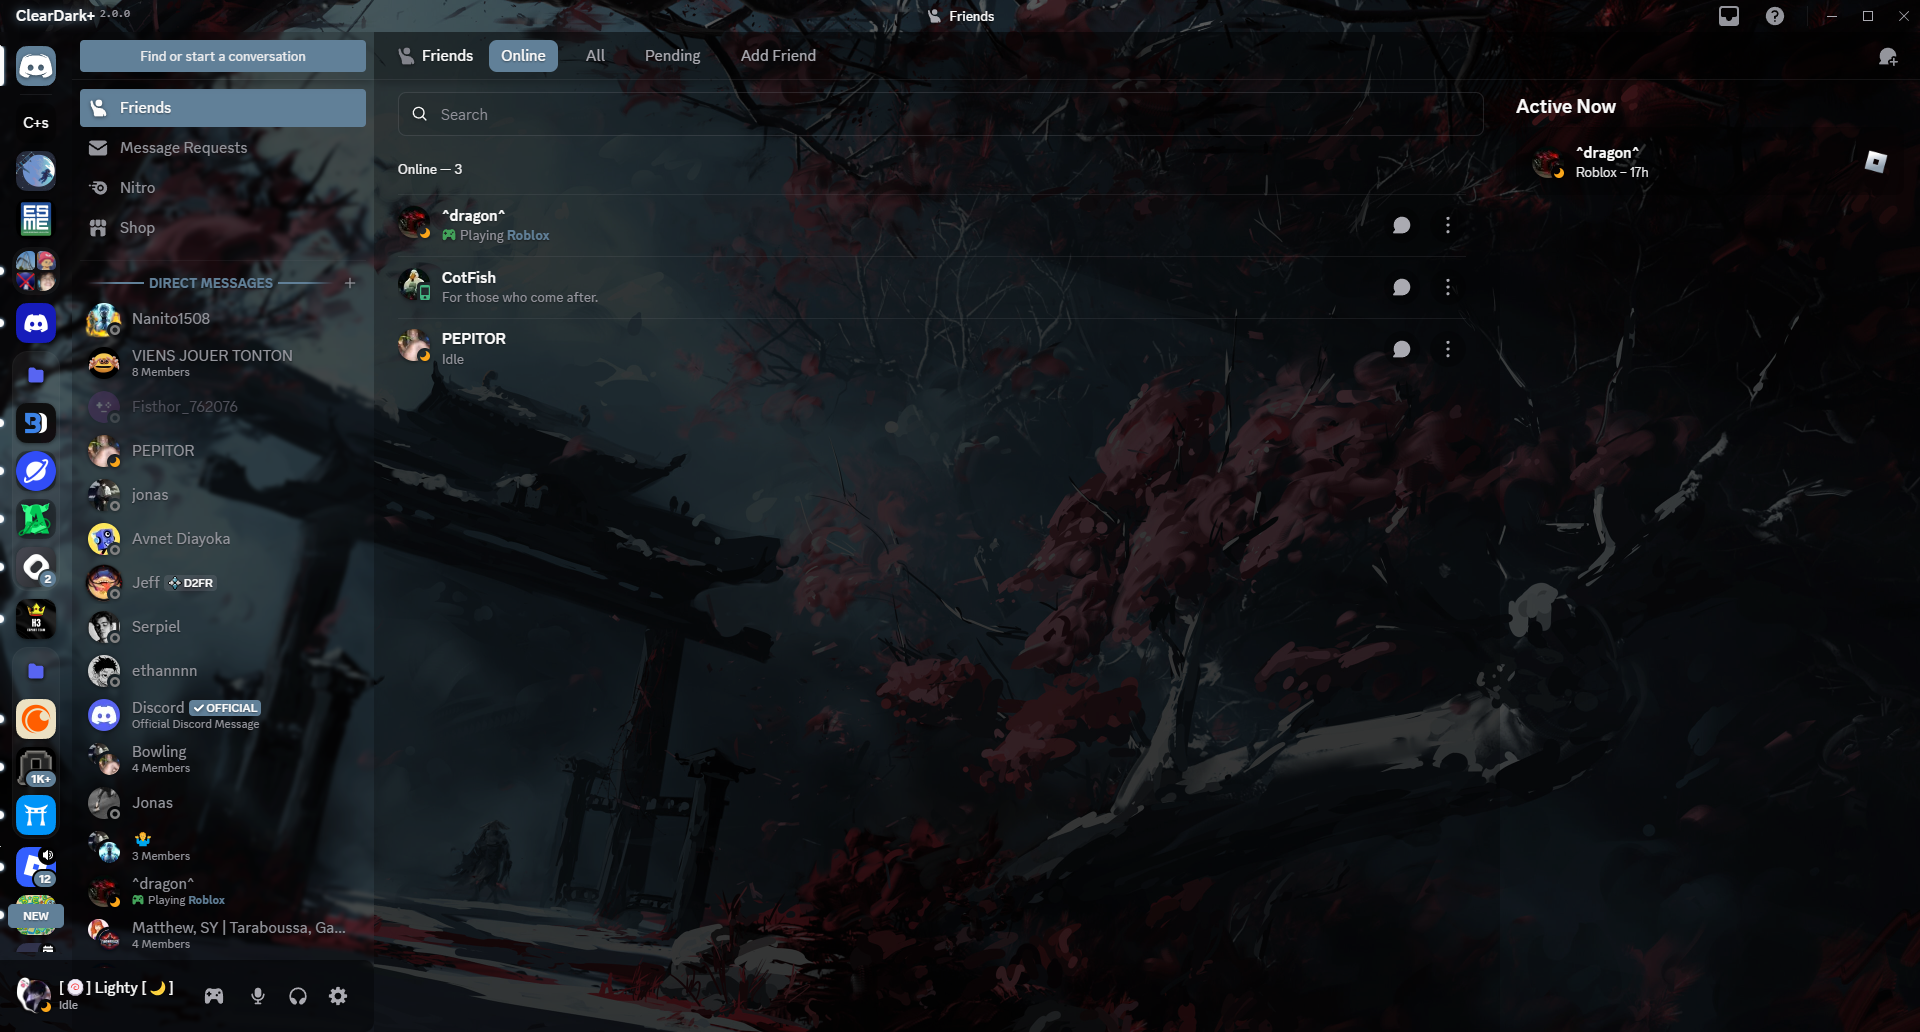 ClearDark+ 2.0.0
Friends
Find or start a conversation
Friends
Online
All
Pending
Add Friend
C+s
Friends
Message Requests
Nitro
Shop
ESME
DIRECT MESSAGES
Nanito1508
VIENS JOUER TONTON
8 Members
Fisthor_762076
PEPITOR
jonas
Avnet Diayoka
Jeff D2FR
Serpiel
ethannnn
Discord OFFICIAL
Official Discord Message
Bowling
4 Members
Jonas
3 Members
^dragon^
Playing Roblox
Matthew, SY | Taraboussa, Ga...
4 Members
2
H3
1K+
12
NEW
[ ] Lighty [ ]
Idle
Search
Online — 3
^dragon^
Playing Roblox
CotFish
For those who come after.
PEPITOR
Idle
Active Now
^dragon^
Roblox – 17h